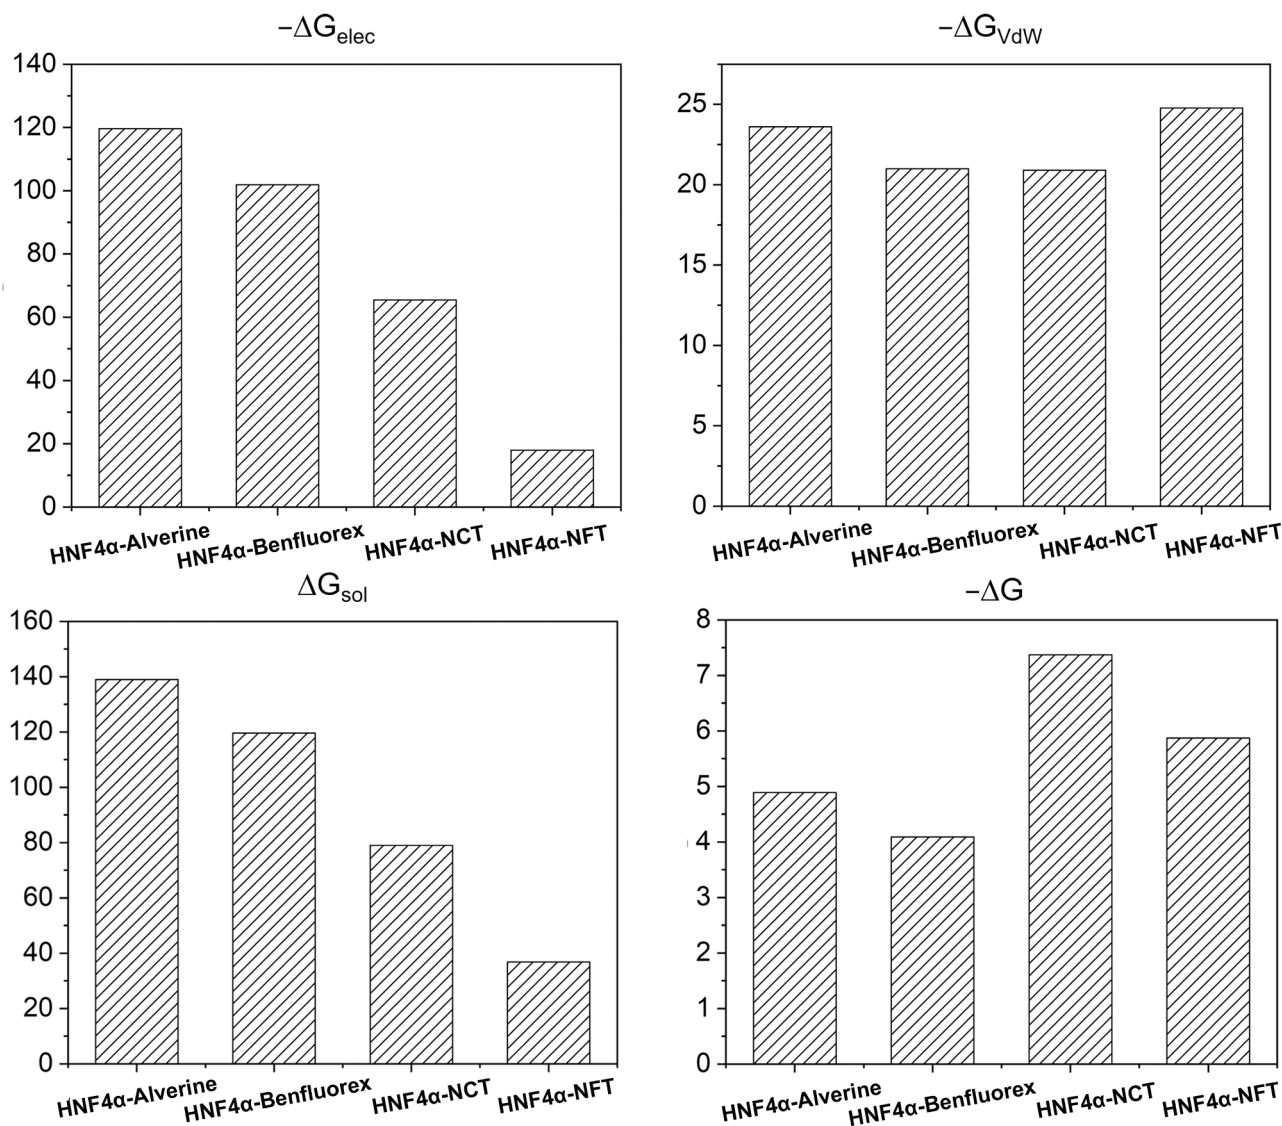 −ΔGelec
140
120
100
80
60
40
20
0
HNF4α-Alverine
HNF4α-Benfluorex
HNF4α-NCT
HNF4α-NFT
−ΔGVdW
25
20
15
10
5
0
HNF4α-Alverine
HNF4α-Benfluorex
HNF4α-NCT
HNF4α-NFT
ΔGsol
160
140
120
100
80
60
40
20
0
HNF4α-Alverine
HNF4α-Benfluorex
HNF4α-NCT
HNF4α-NFT
−ΔG
8
7
6
5
4
3
2
1
0
HNF4α-Alverine
HNF4α-Benfluorex
HNF4α-NCT
HNF4α-NFT